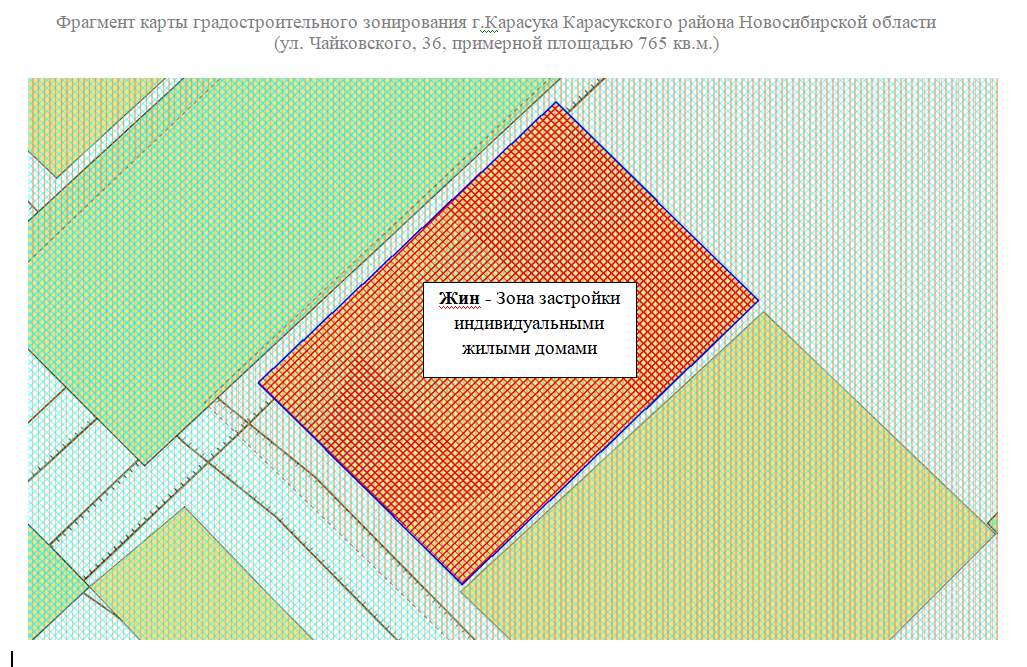 Фрагмент карты градостроительного зонирования г.Карасука Карасукского района Новосибирской области
(ул. Чайковского, 36, примерной площадью 765 кв.м.)
Жин - Зона застройки
индивидуальными
жилыми домами